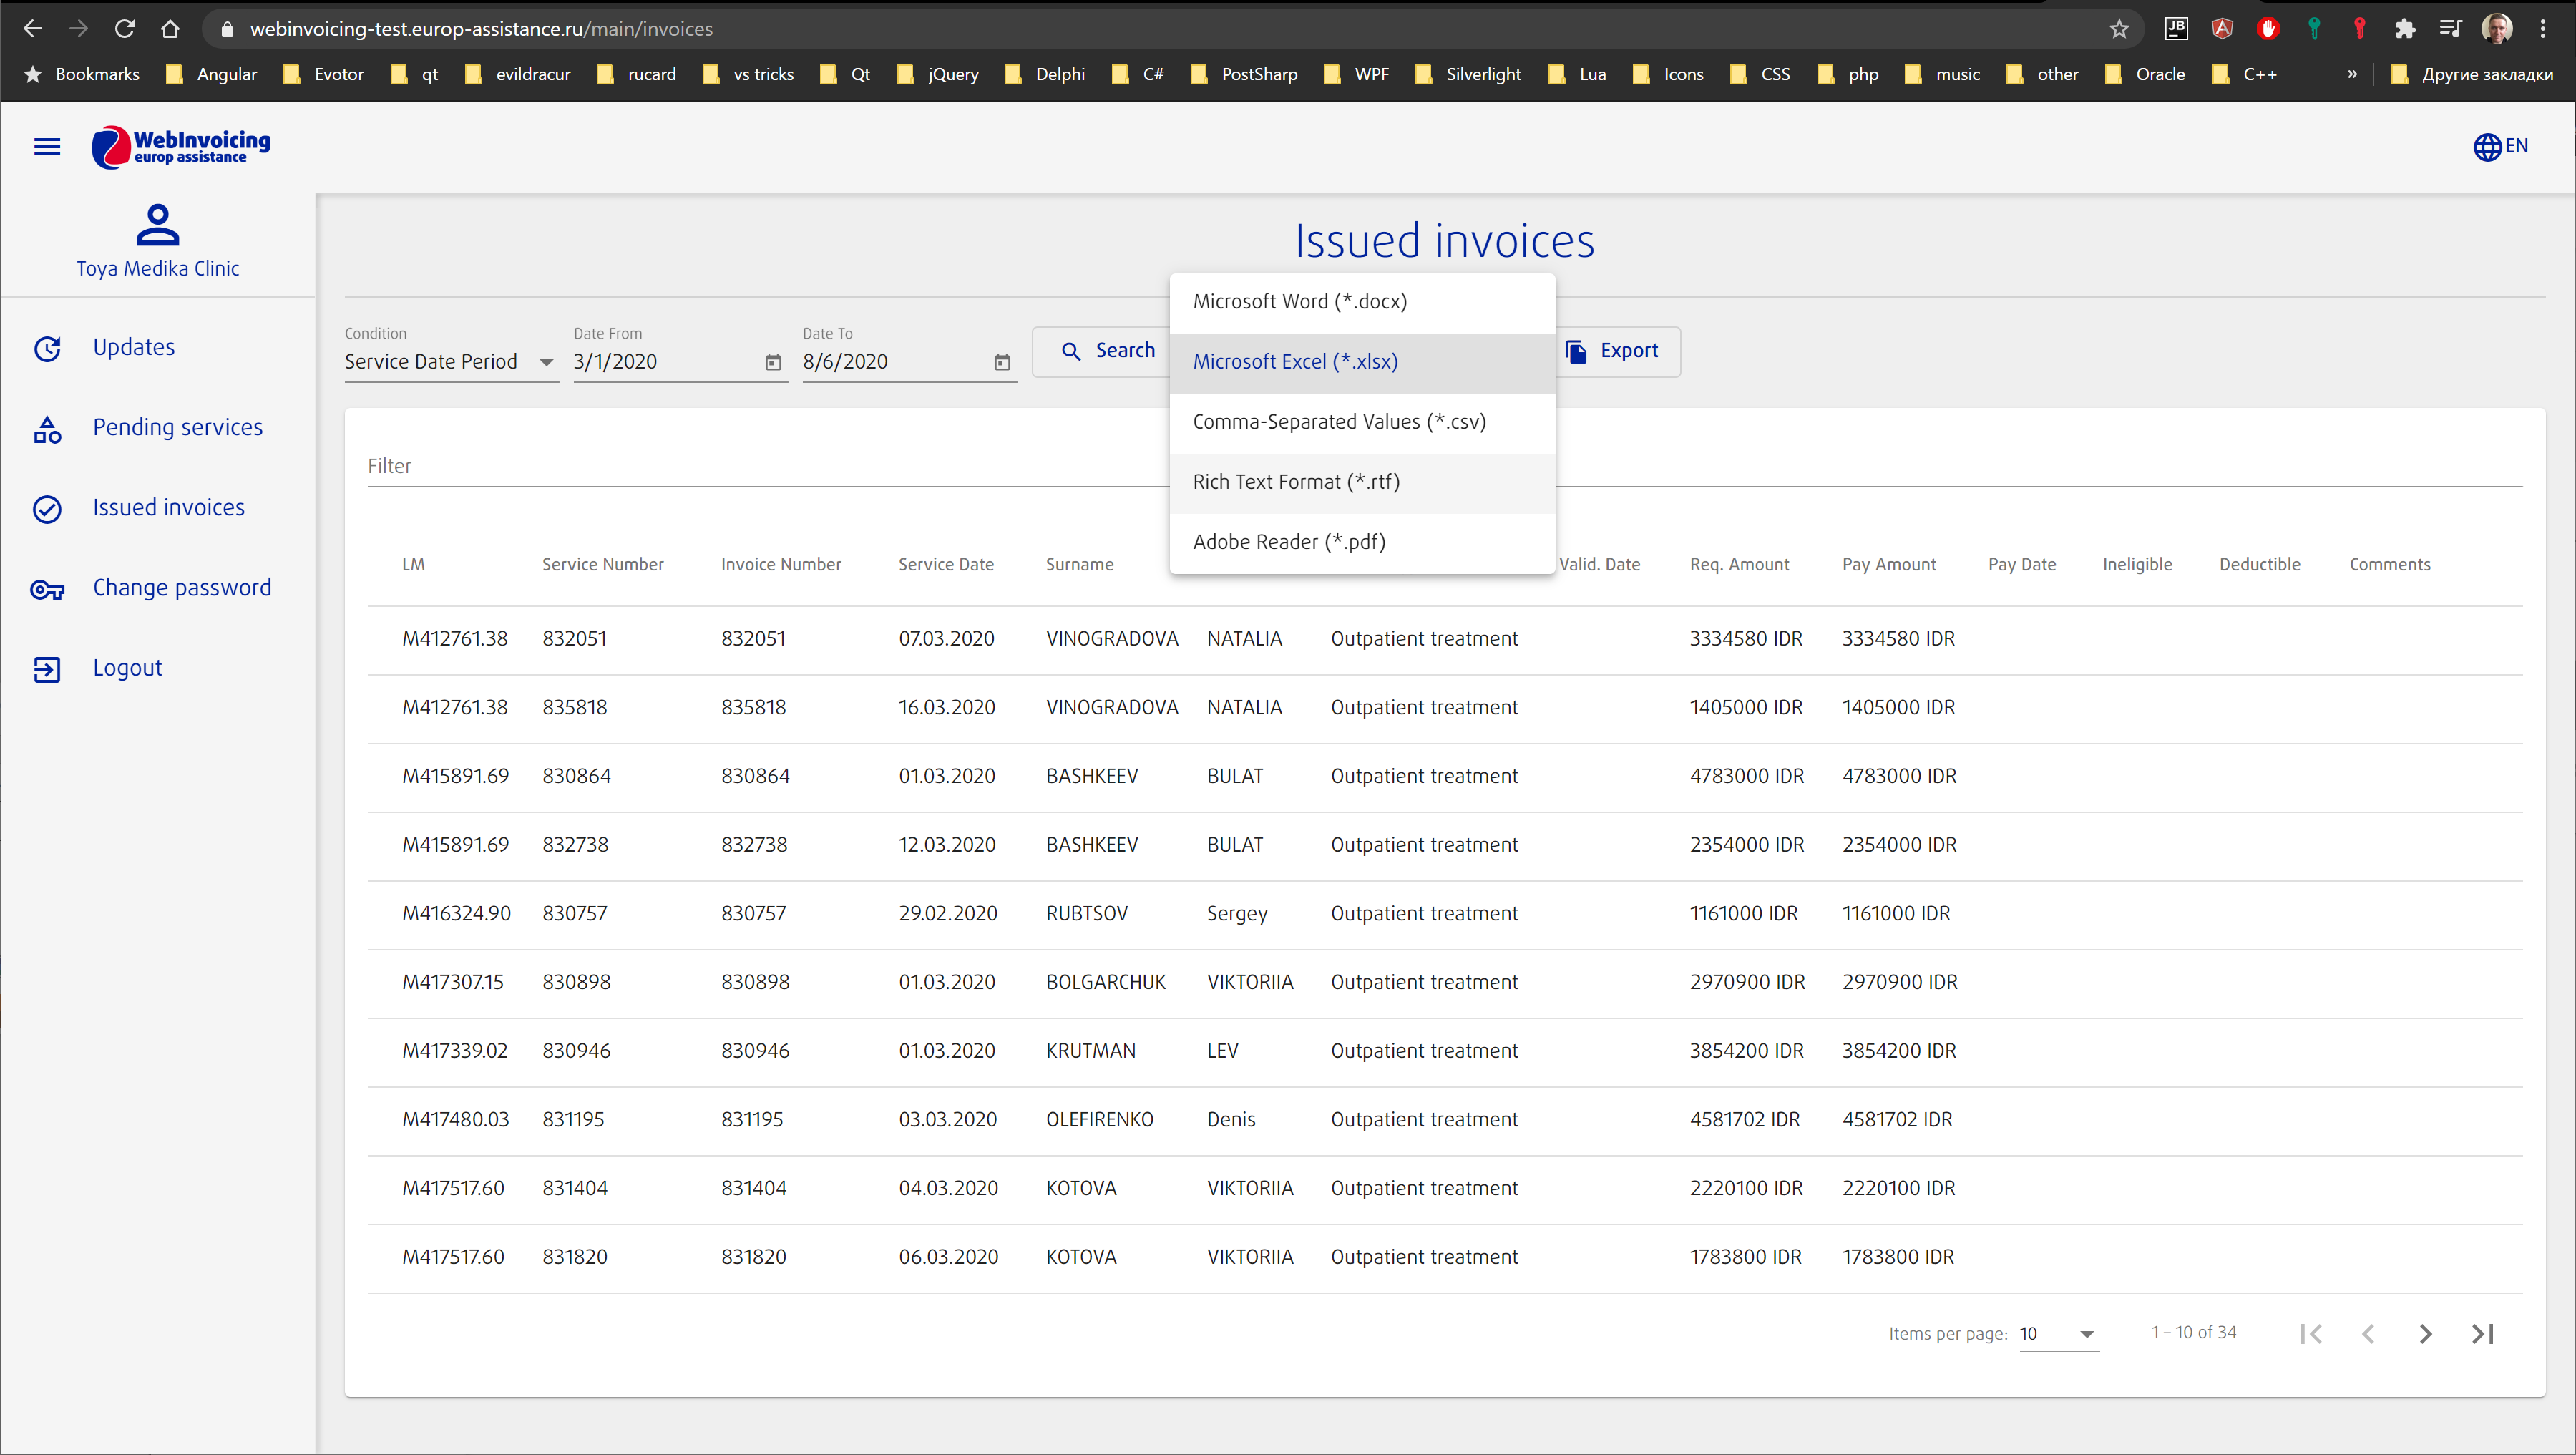 webinvoicing-test.europ-assistance.ru/main/invoices
JB
Bookmarks Angular Evotor qt evildracur rucard vs tricks Qt jQuery Delphi C# PostSharp WPF Silverlight Lua Icons CSS php music other Oracle C++ » Другие закладки
WebInvoicing
europ assistance
EN
Toya Medika Clinic
Updates
Pending services
Issued invoices
Change password
Logout
Issued invoices
Condition Date From Date To
Service Date Period 3/1/2020 8/6/2020 Search Export
Microsoft Word (*.docx)
Microsoft Excel (*.xlsx)
Comma-Separated Values (*.csv)
Rich Text Format (*.rtf)
Adobe Reader (*.pdf)
Filter
LM Service Number Invoice Number Service Date Surname Valid. Date Req. Amount Pay Amount Pay Date Ineligible Deductible Comments
M412761.38 832051 832051 07.03.2020 VINOGRADOVA NATALIA Outpatient treatment 3334580 IDR 3334580 IDR
M412761.38 835818 835818 16.03.2020 VINOGRADOVA NATALIA Outpatient treatment 1405000 IDR 1405000 IDR
M415891.69 830864 830864 01.03.2020 BASHKEEV BULAT Outpatient treatment 4783000 IDR 4783000 IDR
M415891.69 832738 832738 12.03.2020 BASHKEEV BULAT Outpatient treatment 2354000 IDR 2354000 IDR
M416324.90 830757 830757 29.02.2020 RUBTSOV Sergey Outpatient treatment 1161000 IDR 1161000 IDR
M417307.15 830898 830898 01.03.2020 BOLGARCHUK VIKTORIIA Outpatient treatment 2970900 IDR 2970900 IDR
M417339.02 830946 830946 01.03.2020 KRUTMAN LEV Outpatient treatment 3854200 IDR 3854200 IDR
M417480.03 831195 831195 03.03.2020 OLEFIRENKO Denis Outpatient treatment 4581702 IDR 4581702 IDR
M417517.60 831404 831404 04.03.2020 KOTOVA VIKTORIIA Outpatient treatment 2220100 IDR 2220100 IDR
M417517.60 831820 831820 06.03.2020 KOTOVA VIKTORIIA Outpatient treatment 1783800 IDR 1783800 IDR
Items per page: 10 1 – 10 of 34